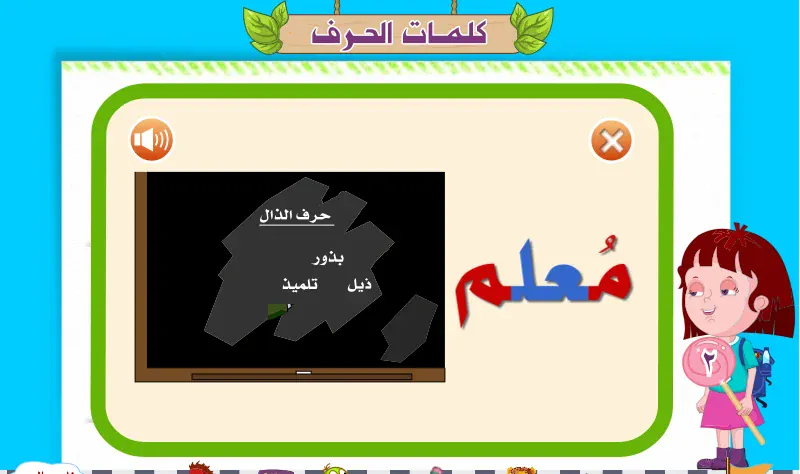 كلمات الحرف
حرف الذال
بذور
ذيل تلميذ
مُعلم
٢